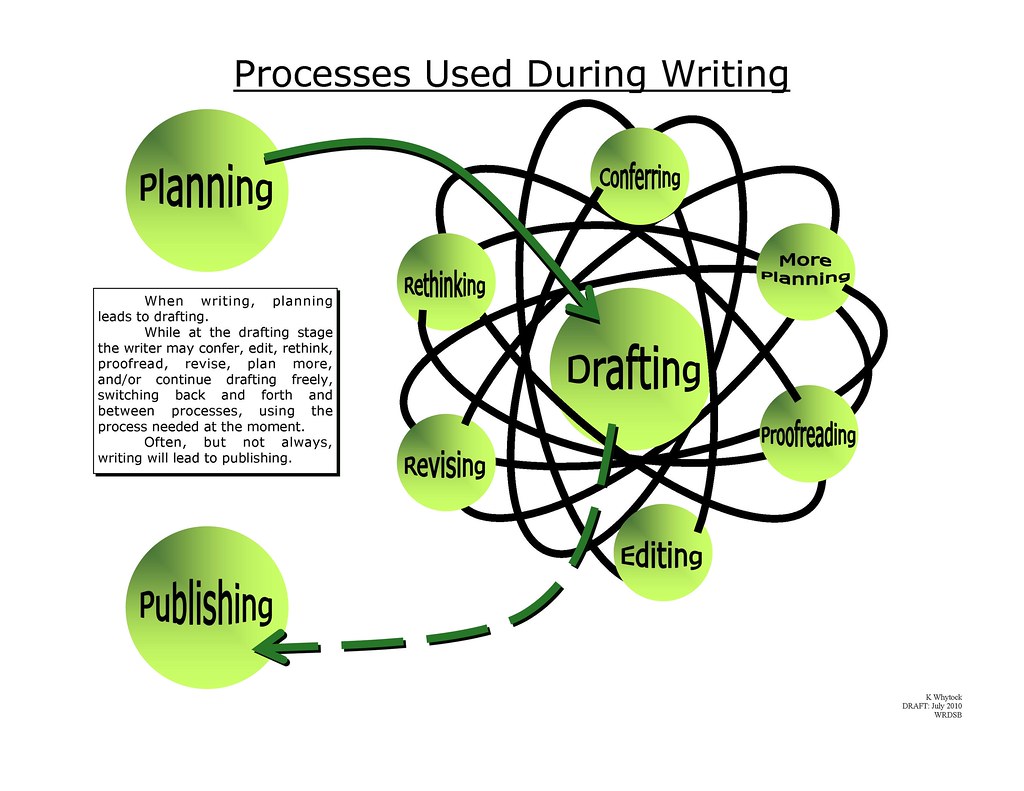 Processes Used During Writing
Planning
Conferring
More
Planning
Rethinking
Drafting
When writing, planning
leads to drafting.
While at the drafting stage
the writer may confer, edit, rethink,
proofread, revise, plan more,
and/or continue drafting freely,
switching back and forth and
between processes, using the
process needed at the moment.
Often, but not always,
writing will lead to publishing.
Proofreading
Revising
Editing
Publishing
K Whytock
DRAFT: July 2010
WRDSB